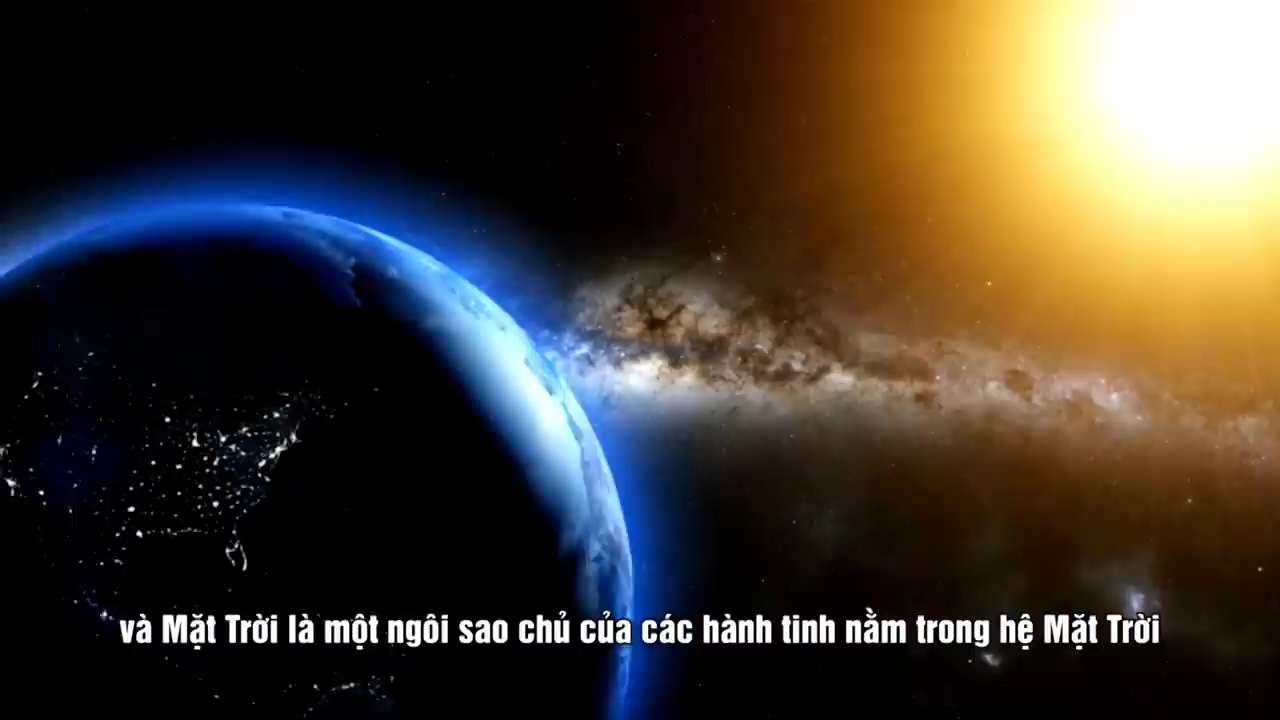 và Mặt Trời là một ngôi sao chủ của các hành tinh nằm trong hệ Mặt Trời